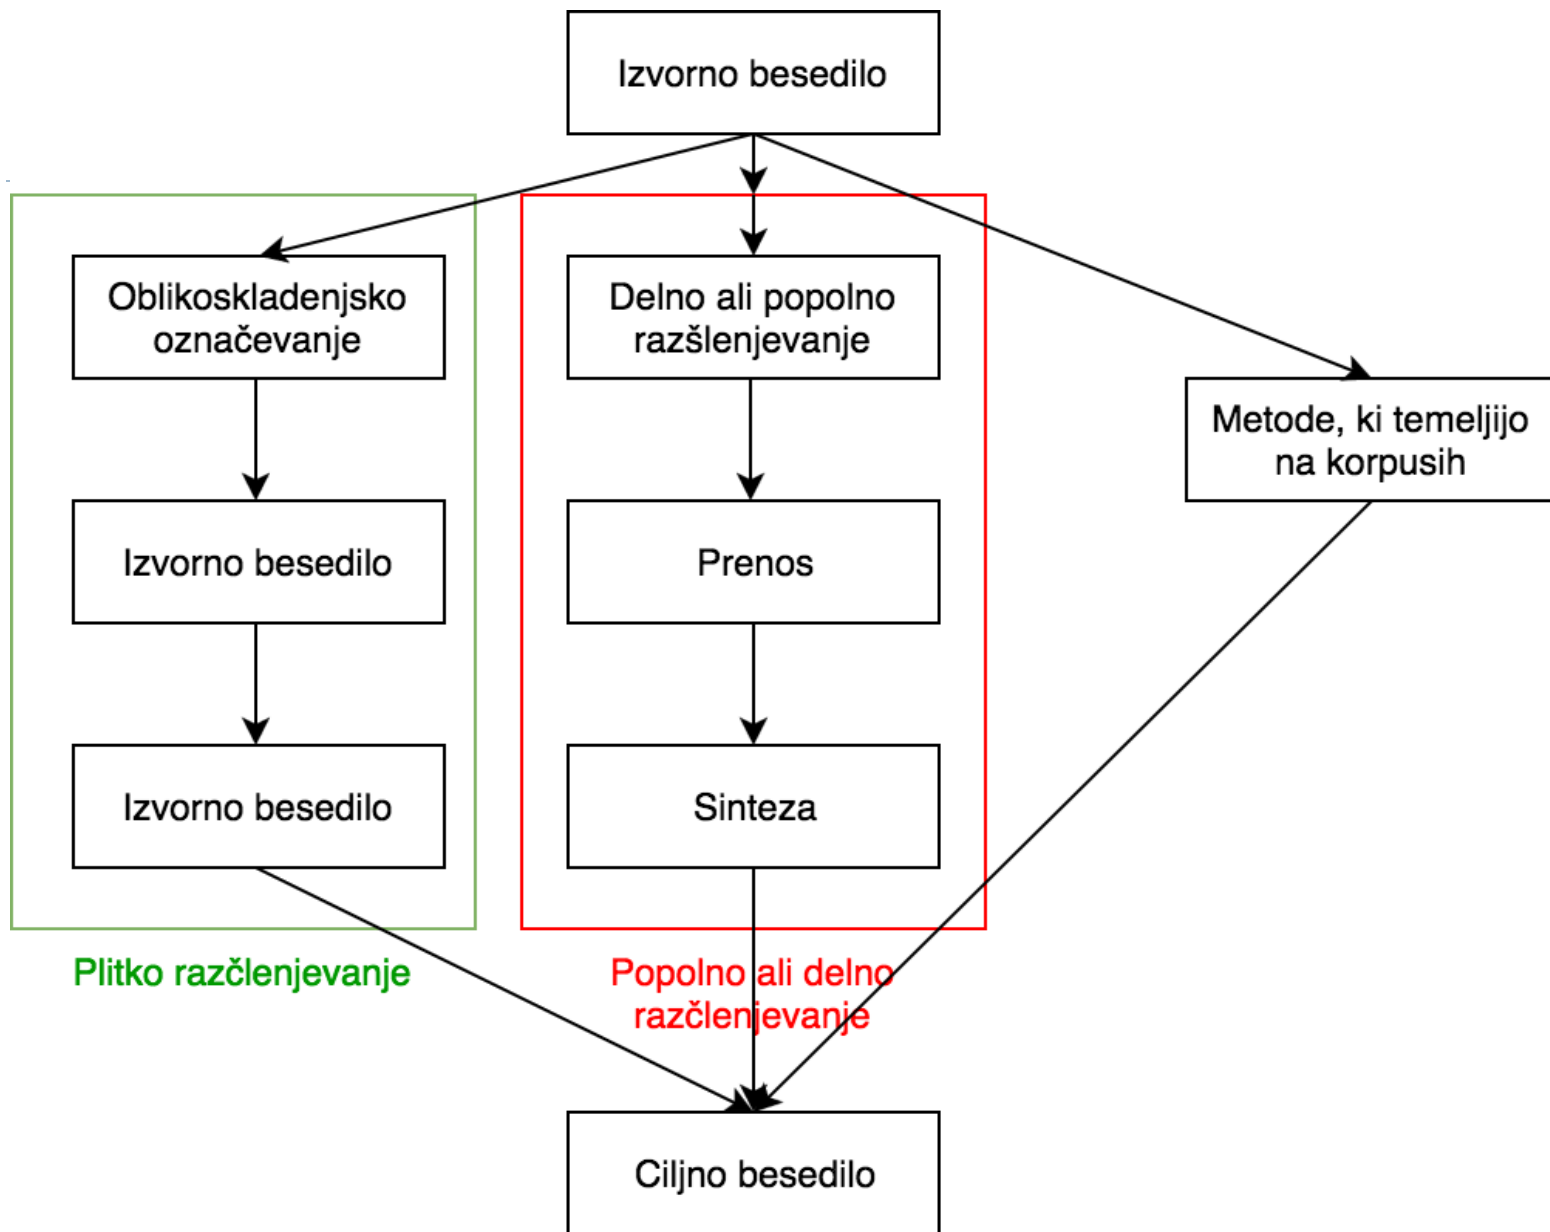 Izvorno besedilo
Oblikoskladenjsko
označevanje
Delno ali popolno
razšlenjevanje
Metode, ki temeljijo
na korpusih
Izvorno besedilo
Prenos
Izvorno besedilo
Sinteza
Plitko razčlenjevanje
Popolno ali delno
razčlenjevanje
Ciljno besedilo